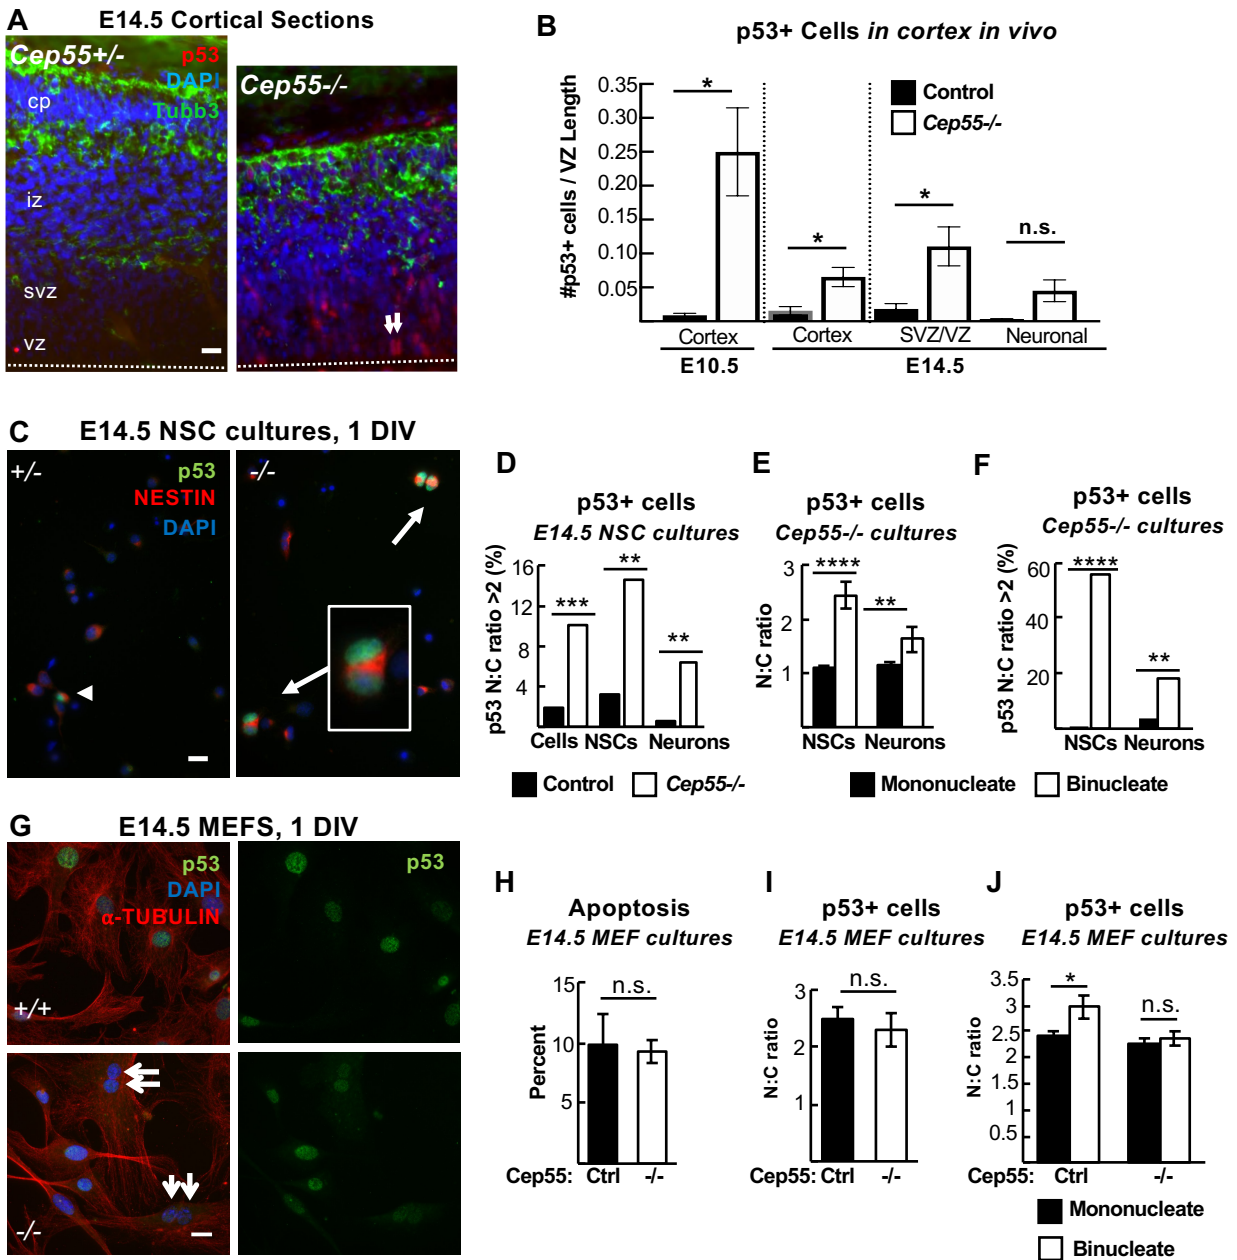 A E14.5 Cortical Sections
Cep55+/- p53
DAPI
Tubb3
cp
iz
svz
vz
Cep55-/-
B p53+ Cells in cortex in vivo
#p53+ cells / VZ Length
0.35
0.30
0.25
0.20
0.15
0.10
0.05
* * * n.s.
Control
Cep55-/-
Cortex Cortex SVZ/VZ Neuronal
E10.5 E14.5
C E14.5 NSC cultures, 1 DIV
+/- p53
NESTIN
DAPI
-/-
D
p53+ cells
E14.5 NSC cultures
p53 N:C ratio >2 (%)
16
12
8
4
*** ** **
Cells NSCs Neurons
Control Cep55-/-
E
p53+ cells
Cep55-/- cultures
N:C ratio
3
2
1
**** **
NSCs Neurons
F
p53+ cells
Cep55-/- cultures
p53 N:C ratio >2 (%)
60
40
20
**** **
NSCs Neurons
Mononucleate Binucleate
G E14.5 MEFS, 1 DIV
p53
DAPI
α-TUBULIN
+/+
p53
-/-
H
Apoptosis
E14.5 MEF cultures
Percent
15
10
5
n.s.
Cep55: Ctrl -/-
I
p53+ cells
E14.5 MEF cultures
N:C ratio
3
2
1
n.s.
Cep55: Ctrl -/-
J
p53+ cells
E14.5 MEF cultures
N:C ratio
3.5
3
2.5
2
1.5
1
0.5
* n.s.
Cep55: Ctrl -/-
Mononucleate
Binucleate